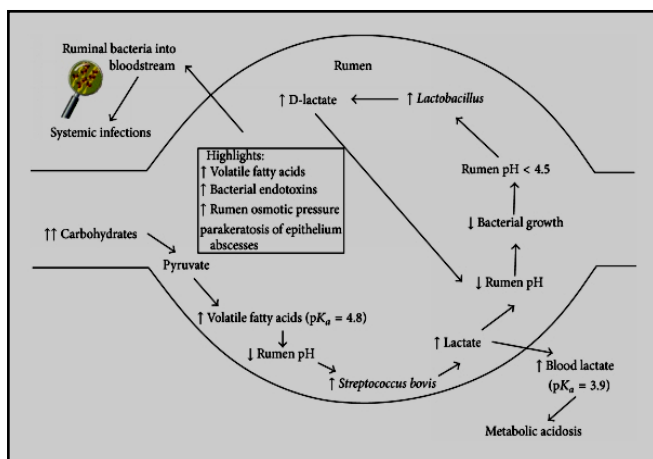 Ruminal bacteria into
bloodstream
Systemic infections
Rumen
↑ D-lactate
↑ Lactobacillus
Highlights:
↑ Volatile fatty acids
↑ Bacterial endotoxins
↑ Rumen osmotic pressure
parakeratosis of epithelium
abscesses
Rumen pH < 4.5
↓ Bacterial growth
↓ Rumen pH
↑↑ Carbohydrates
Pyruvate
↑ Volatile fatty acids (pKa = 4.8)
↓ Rumen pH
↑ Streptococcus bovis
↑ Lactate
↑ Blood lactate
(pKa = 3.9)
Metabolic acidosis